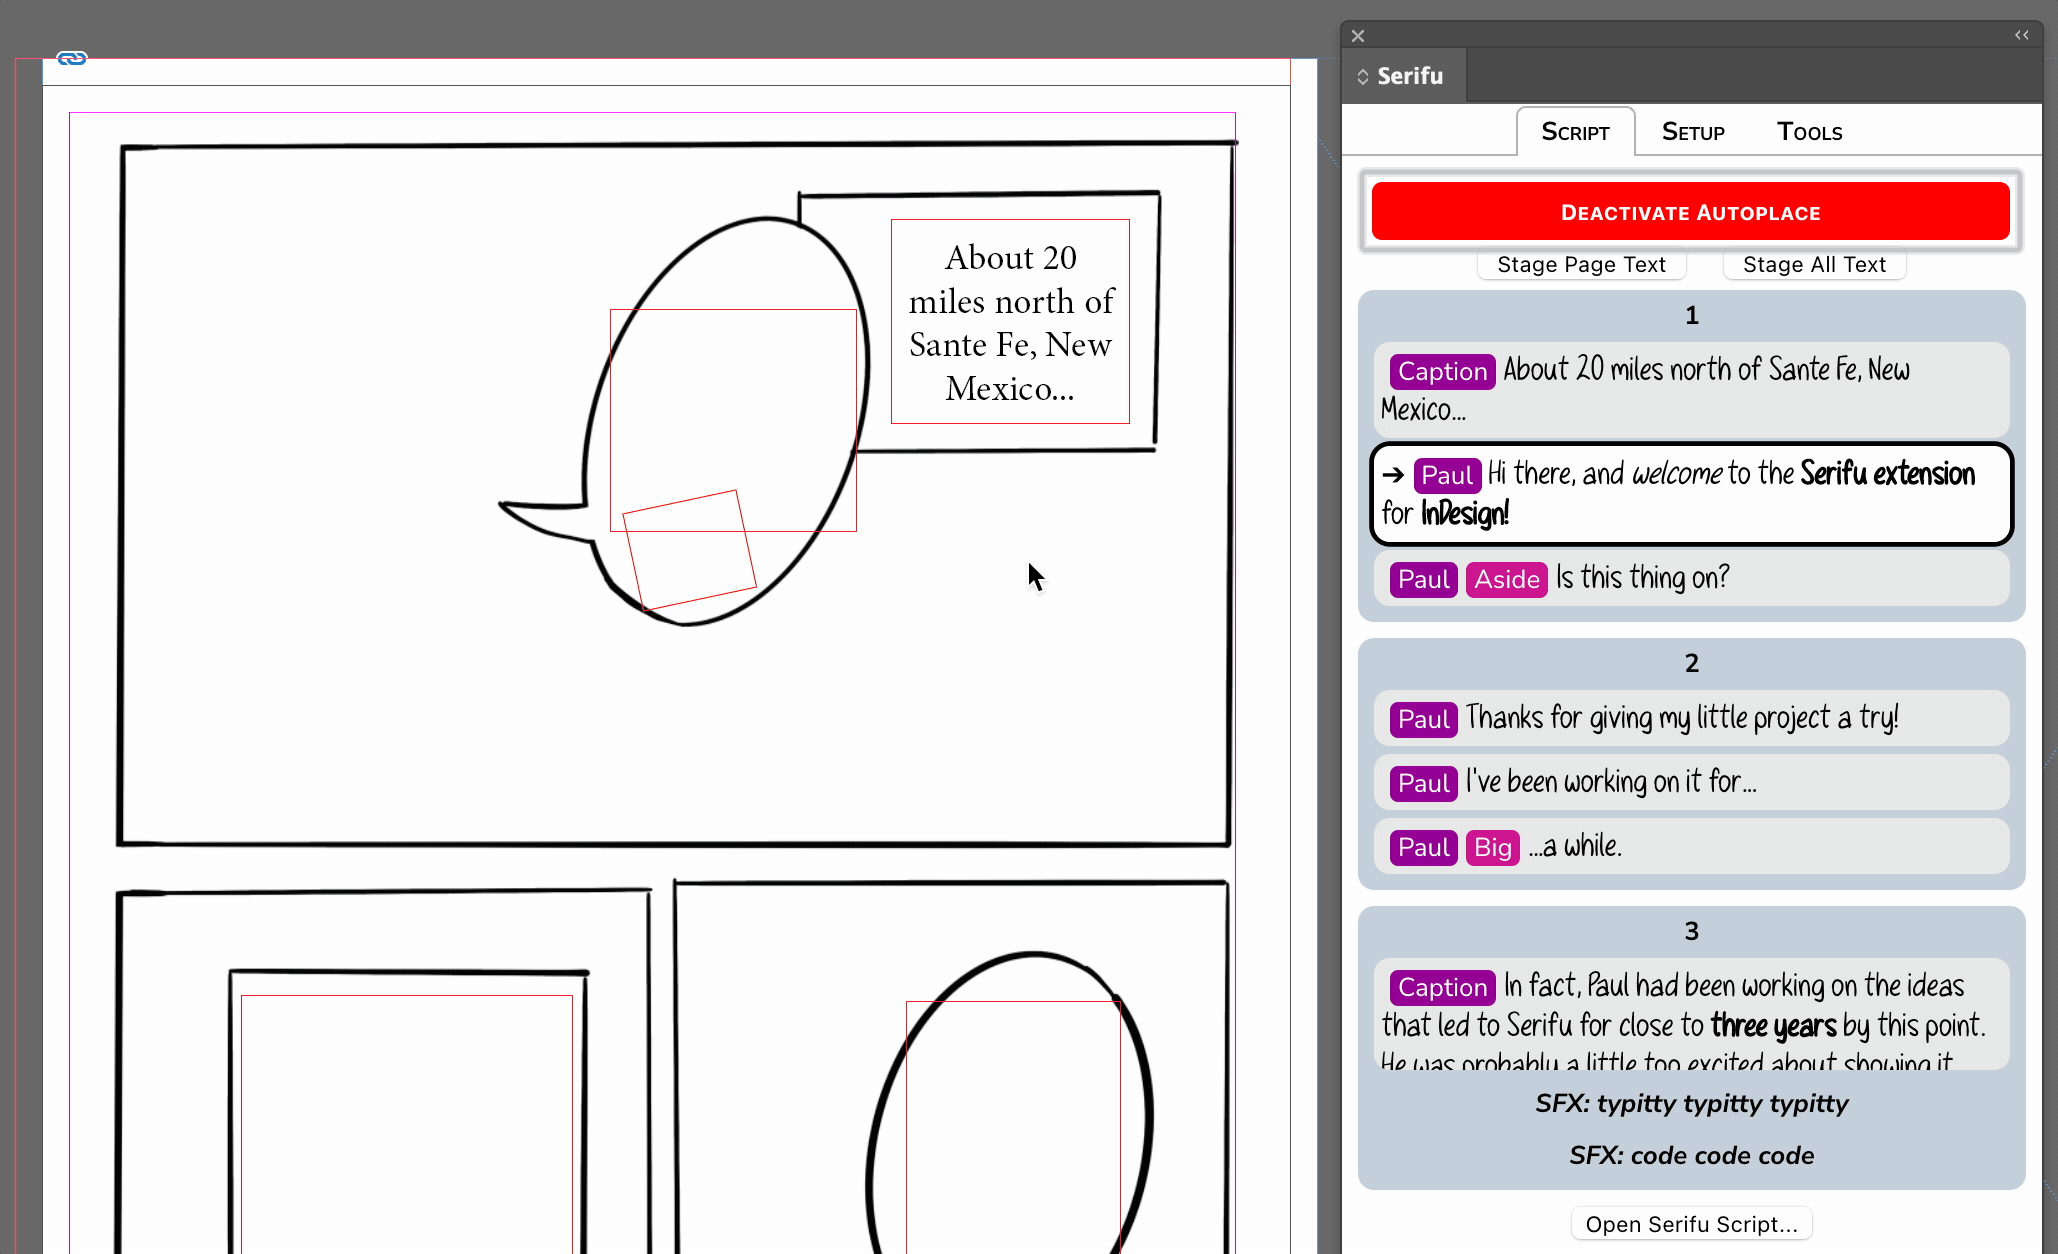 About 20
miles north of
Sante Fe, New
Mexico...
Serifu
Script
Setup
Tools
Deactivate Autoplace
Stage Page Text
Stage All Text
1
Caption About 20 miles north of Sante Fe, New
Mexico...
➔ Paul Hi there, and welcome to the Serifu extension
for InDesign!
Paul Aside Is this thing on?
2
Paul Thanks for giving my little project a try!
Paul I've been working on it for...
Paul Big ...a while.
3
Caption In fact, Paul had been working on the ideas
that led to Serifu for close to three years by this point.
He was probably a little too excited about showing it
SFX: typitty typitty typitty
SFX: code code code
Open Serifu Script...